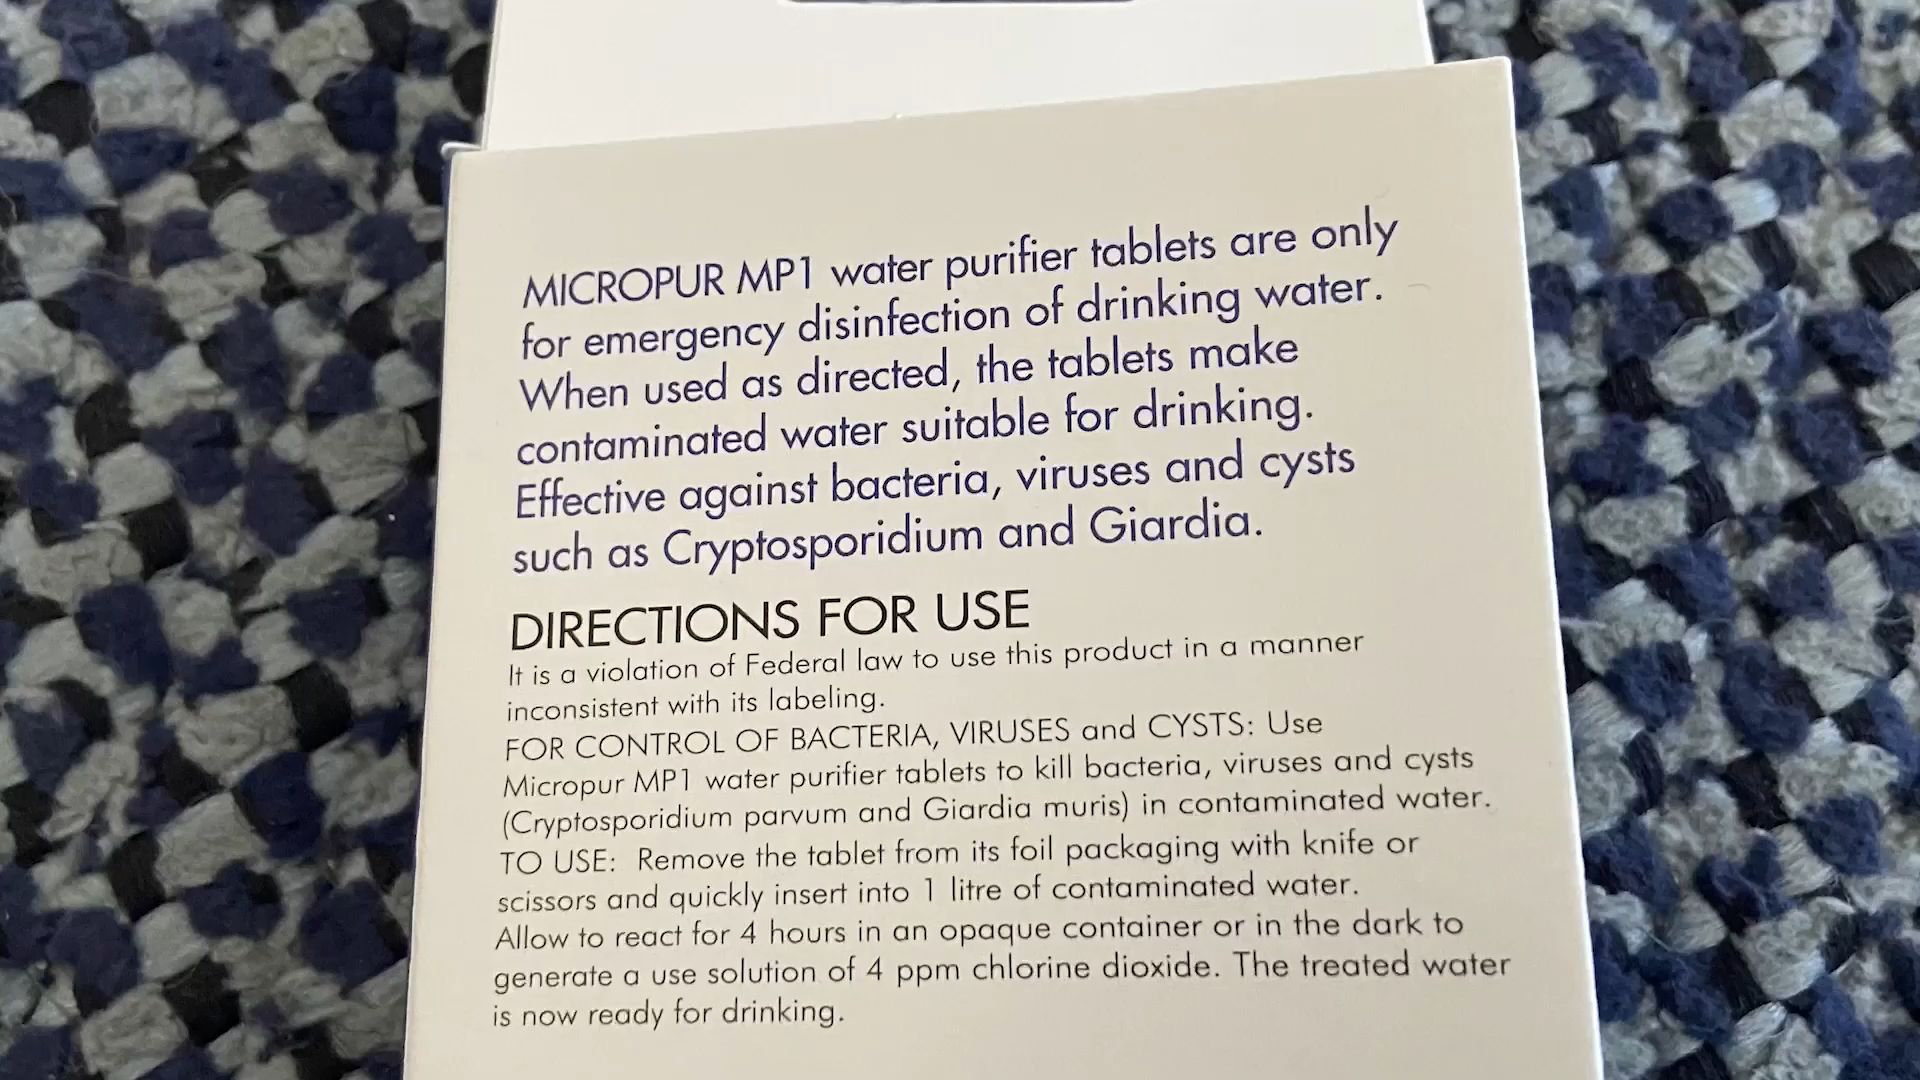 MICROPUR MP1 water purifier tablets are only
for emergency disinfection of drinking water.
When used as directed, the tablets make
contaminated water suitable for drinking.
Effective against bacteria, viruses and cysts
such as Cryptosporidium and Giardia.
DIRECTIONS FOR USE
It is a violation of Federal law to use this product in a manner
inconsistent with its labeling.
FOR CONTROL OF BACTERIA, VIRUSES and CYSTS: Use
Micropur MP1 water purifier tablets to kill bacteria, viruses and cysts
(Cryptosporidium parvum and Giardia muris) in contaminated water.
TO USE: Remove the tablet from its foil packaging with knife or
scissors and quickly insert into 1 litre of contaminated water.
Allow to react for 4 hours in an opaque container or in the dark to
generate a use solution of 4 ppm chlorine dioxide. The treated water
is now ready for drinking.